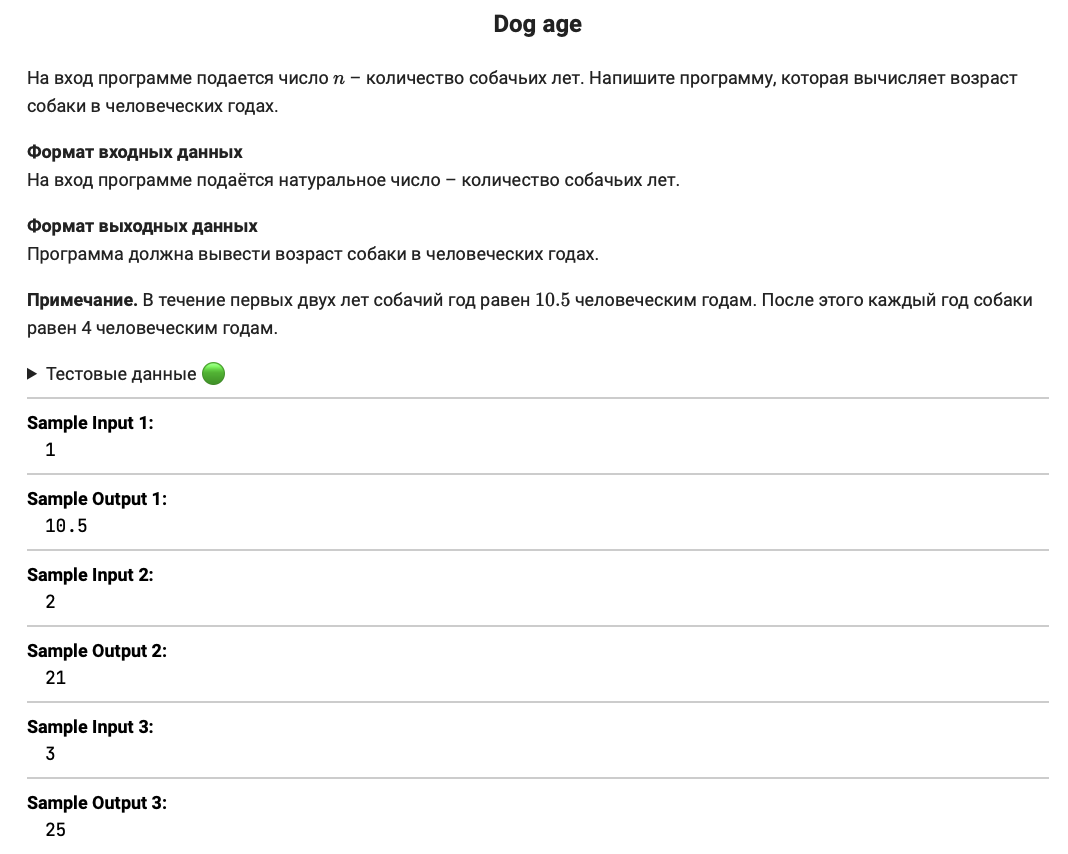 Dog age
На вход программе подается число n – количество собачьих лет. Напишите программу, которая вычисляет возраст
собаки в человеческих годах.
Формат входных данных
На вход программе подаётся натуральное число – количество собачьих лет.
Формат выходных данных
Программа должна вывести возраст собаки в человеческих годах.
Примечание. В течение первых двух лет собачий год равен 10.5 человеческим годам. После этого каждый год собаки
равен 4 человеческим годам.
Тестовые данные
Sample Input 1:
1
Sample Output 1:
10.5
Sample Input 2:
2
Sample Output 2:
21
Sample Input 3:
3
Sample Output 3:
25